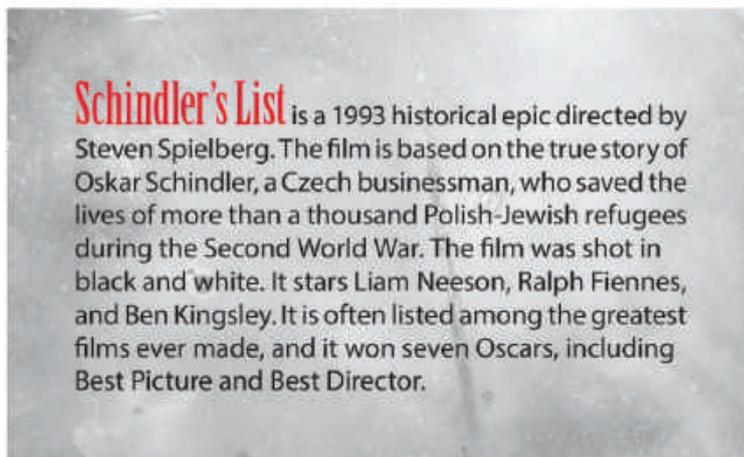 Schindler's List is a 1993 historical epic directed by
Steven Spielberg. The film is based on the true story of
Oskar Schindler, a Czech businessman, who saved the
lives of more than a thousand Polish-Jewish refugees
during the Second World War. The film was shot in
black and white. It stars Liam Neeson, Ralph Fiennes,
and Ben Kingsley. It is often listed among the greatest
films ever made, and it won seven Oscars, including
Best Picture and Best Director.